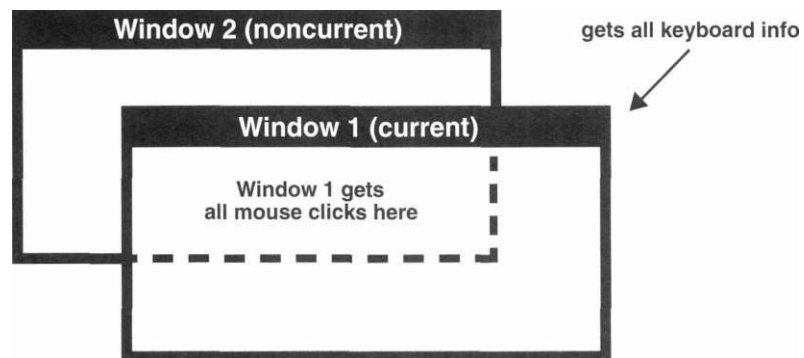 Window 2 (noncurrent)
gets all keyboard info
Window 1 (current)
Window 1 gets
all mouse clicks here